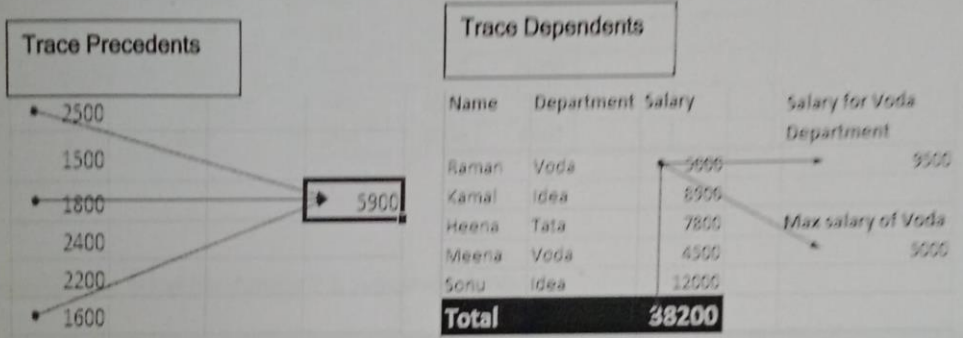 Trace Precedents
2500
1500
1800
2400
2200
1600
5900
Trace Dependents
Name Department Salary
Salary for Voda
Department
Raman Voda 5000 9500
Kamal Idea 8900
Heena Tata 7800 Max salary of Voda
Meena Voda 4500 5000
Sonu Idea 12000
Total 38200